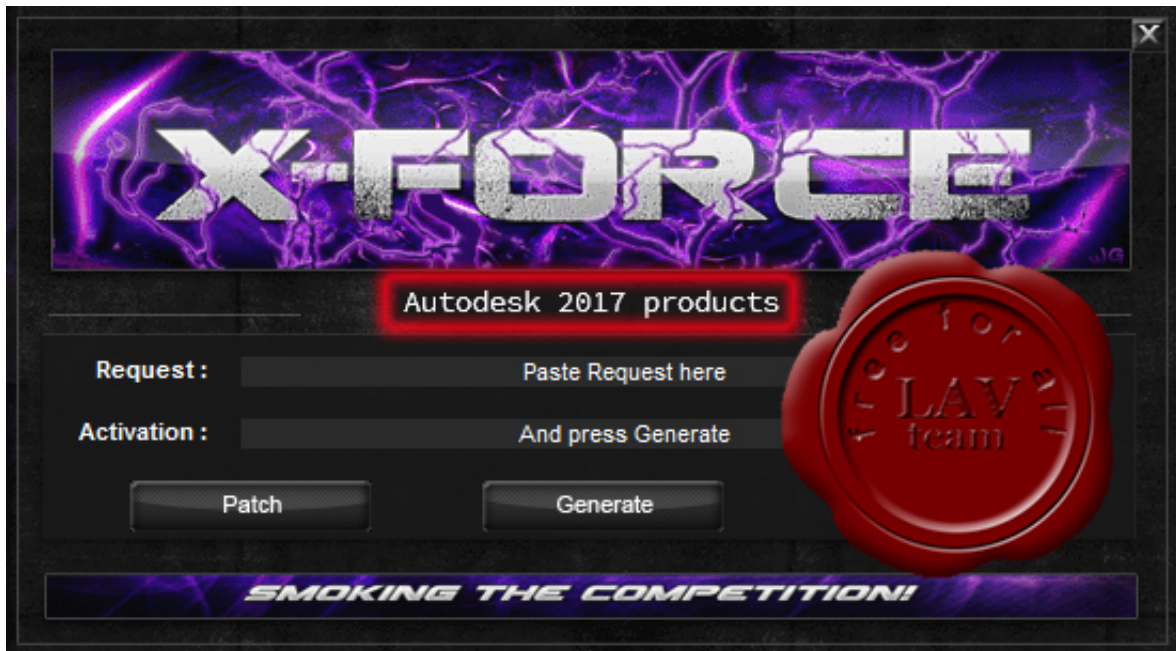 X
X-FORCE
uJG
Autodesk 2017 products
Request :
Paste Request here
Activation :
And press Generate
Patch
Generate
free for all
LAV
team
SMOKING THE COMPETITION!